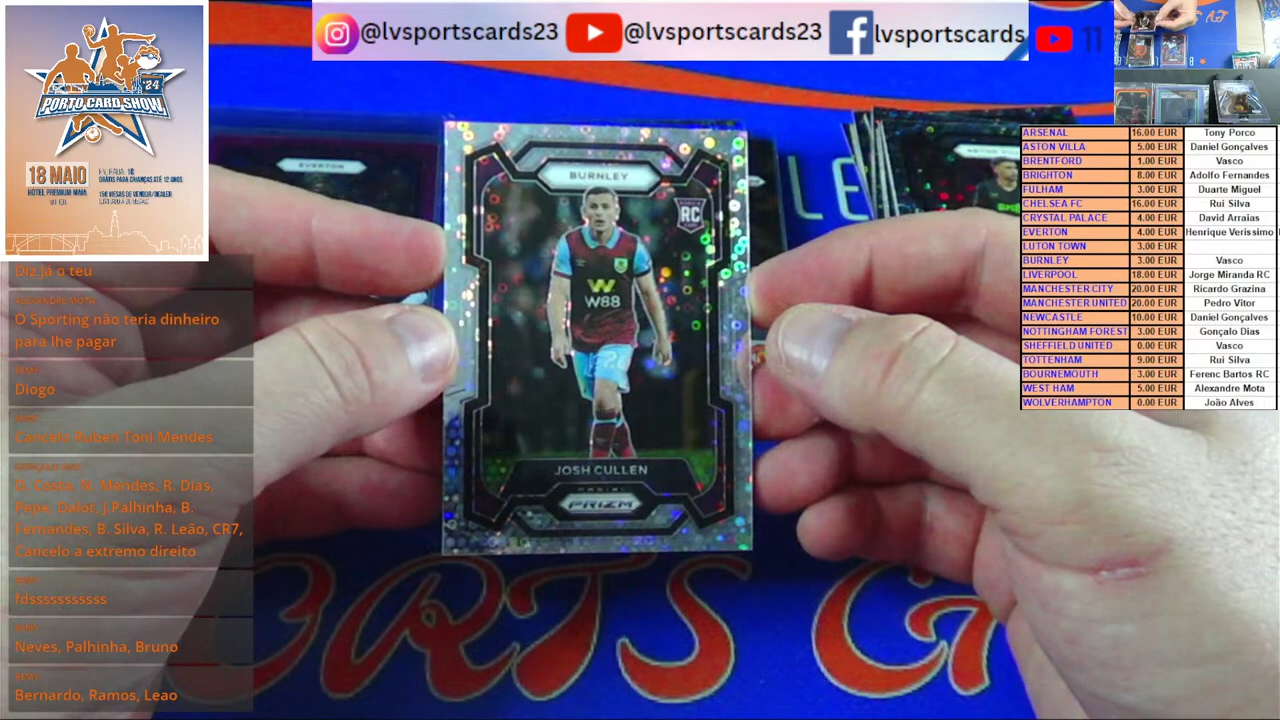 @lvsportscards23
@lvsportscards23
lvsportscards
11
PORTO CARD SHOW
'24
18 MAIO
HOTEL PREMIUM MAIA
Diz já o teu
ALEXANDRE MOTA
O Sporting não teria dinheiro
para lhe pagar
Diogo
Cancelo Ruben Toni Mendes
D. Costa, N. Mendes, R. Dias,
Pepe, Dalot, J.Palhinha, B.
Fernandes, B. Silva, R. Leão, CR7,
Cancelo a extremo direito
fdsssssssssss
Neves, Palhinha, Bruno
Bernardo, Ramos, Leao
EVERTON
BURNLEY
RC
W88
JOSH CULLEN
PANINI
PRIZM
ARSENAL 16.00 EUR Tony Porco
ASTON VILLA 5.00 EUR Daniel Gonçalves
BRENTFORD 1.00 EUR Vasco
BRIGHTON 8.00 EUR Adolfo Fernandes
FULHAM 3.00 EUR Duarte Miguel
CHELSEA FC 16.00 EUR Rui Silva
CRYSTAL PALACE 4.00 EUR David Arraias
EVERTON 4.00 EUR Henrique Verissimo
LUTON TOWN 3.00 EUR
BURNLEY 3.00 EUR Vasco
LIVERPOOL 18.00 EUR Jorge Miranda RC
MANCHESTER CITY 20.00 EUR Ricardo Grazina
MANCHESTER UNITED 20.00 EUR Pedro Vitor
NEWCASTLE 10.00 EUR Daniel Gonçalves
NOTTINGHAM FOREST 3.00 EUR Gonçalo Dias
SHEFFIELD UNITED 0.00 EUR Vasco
TOTTENHAM 9.00 EUR Rui Silva
BOURNEMOUTH 3.00 EUR Ferenc Bartos RC
WEST HAM 5.00 EUR Alexandre Mota
WOLVERHAMPTON 0.00 EUR João Alves